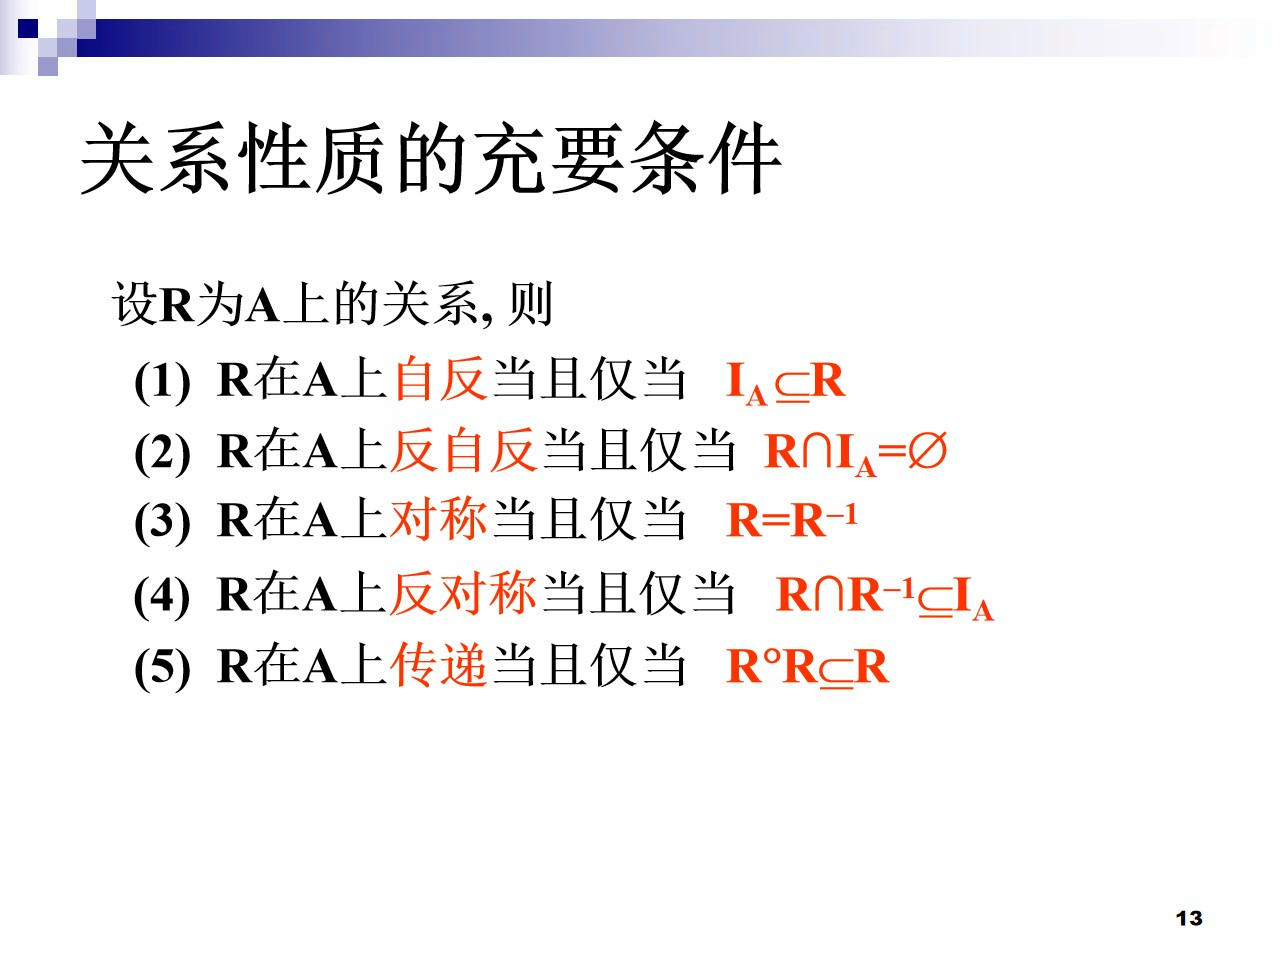 关系性质的充要条件
设R为A上的关系, 则
(1) R在A上自反当且仅当 I_A⊆R
(2) R在A上反自反当且仅当 R∩I_A=∅
(3) R在A上对称当且仅当 R=R⁻¹
(4) R在A上反对称当且仅当 R∩R⁻¹⊆I_A
(5) R在A上传递当且仅当 R°R⊆R
13